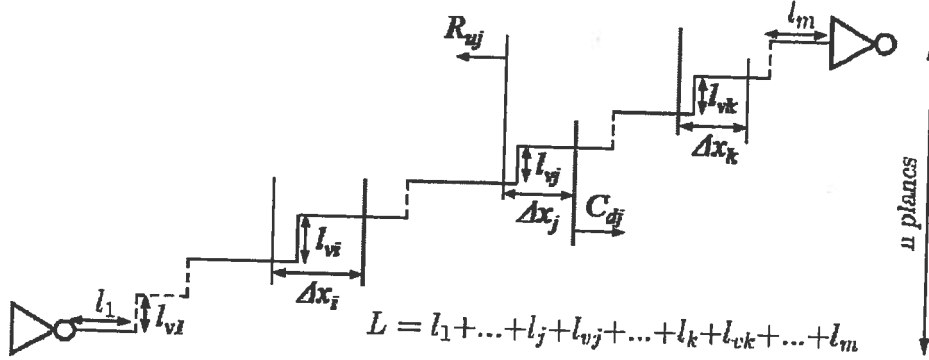 l_m
R_uj
l_vk
Δx_k
l_vj
Δx_j
C_dj
n planes
l_vi
Δx_i
l_1
l_v1
L = l_1+...+l_j+l_vj+...+l_k+l_vk+...+l_m